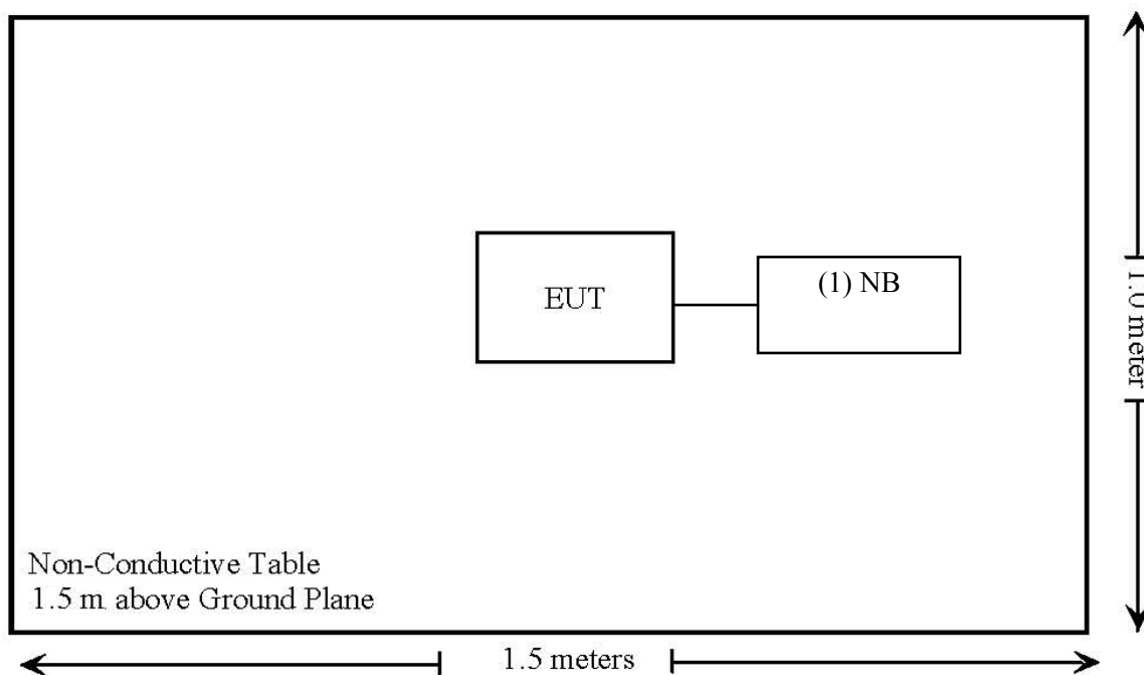 EUT
(1) NB
1.0 meter
Non-Conductive Table
1.5 m above Ground Plane
1.5 meters